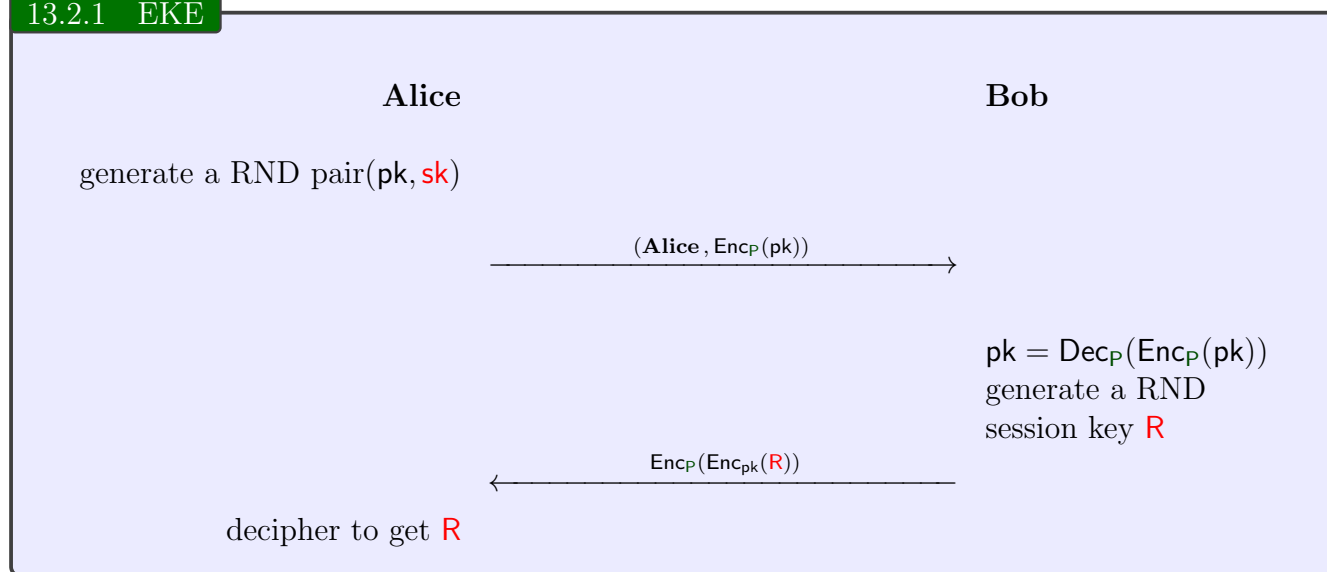 13.2.1 EKE
Alice Bob
generate a RND pair(pk, sk)
(Alice , Enc_P(pk))
pk = Dec_P(Enc_P(pk))
generate a RND
session key R
Enc_P(Enc_pk(R))
decipher to get R